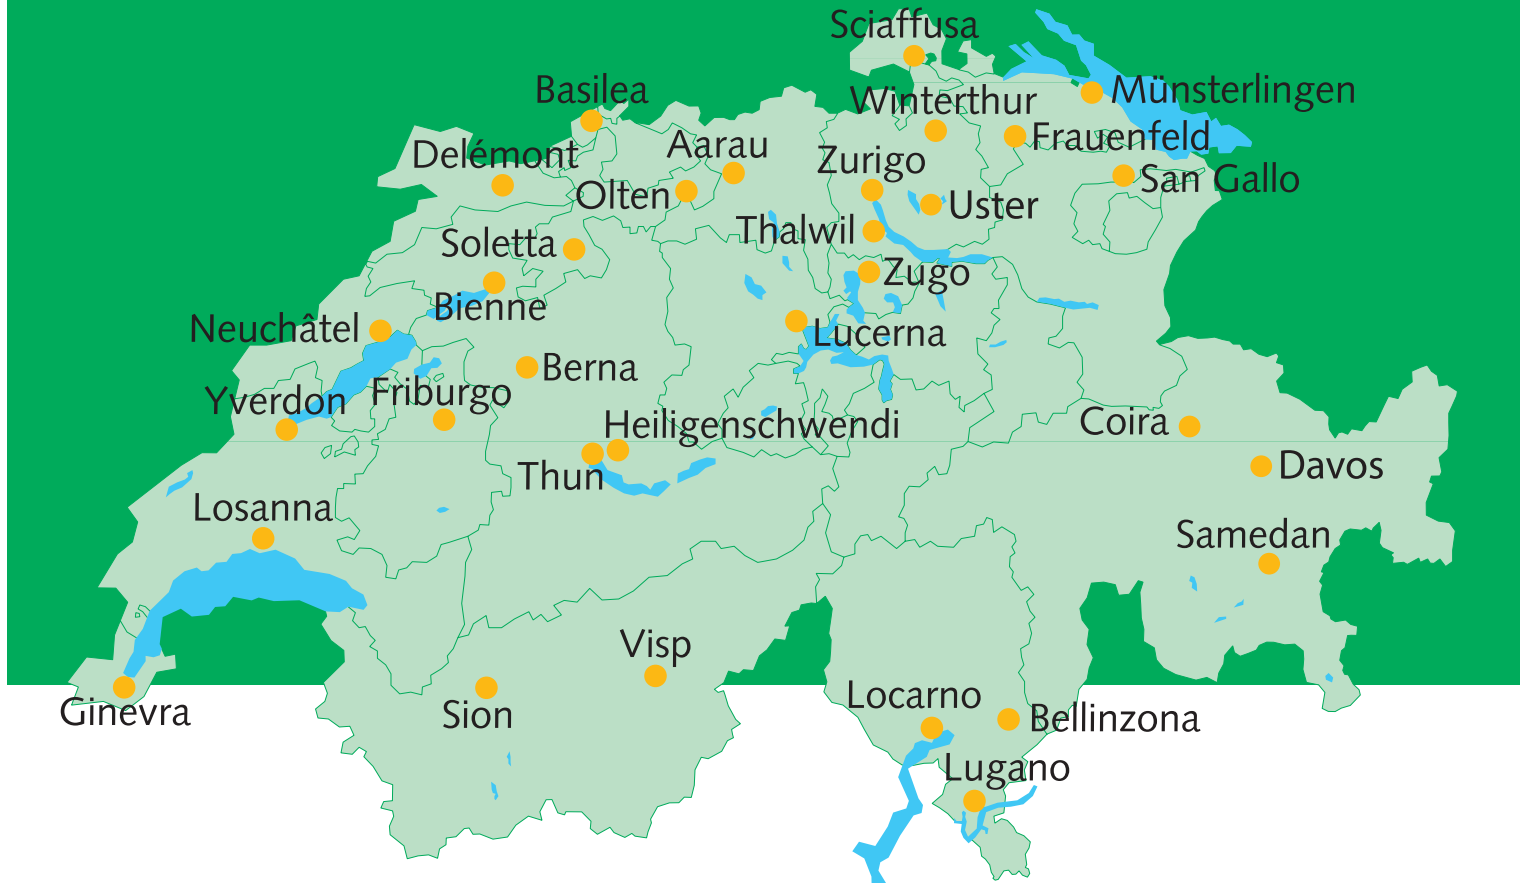 Sciaffusa
Basilea
Münsterlingen
Winterthur
Frauenfeld
Aarau
Delémont
Zurigo
San Gallo
Olten
Uster
Thalwil
Soletta
Zugo
Bienne
Neuchâtel
Lucerna
Berna
Friburgo
Yverdon
Coira
Heiligenschwendi
Davos
Thun
Losanna
Samedan
Visp
Locarno
Ginevra
Sion
Bellinzona
Lugano